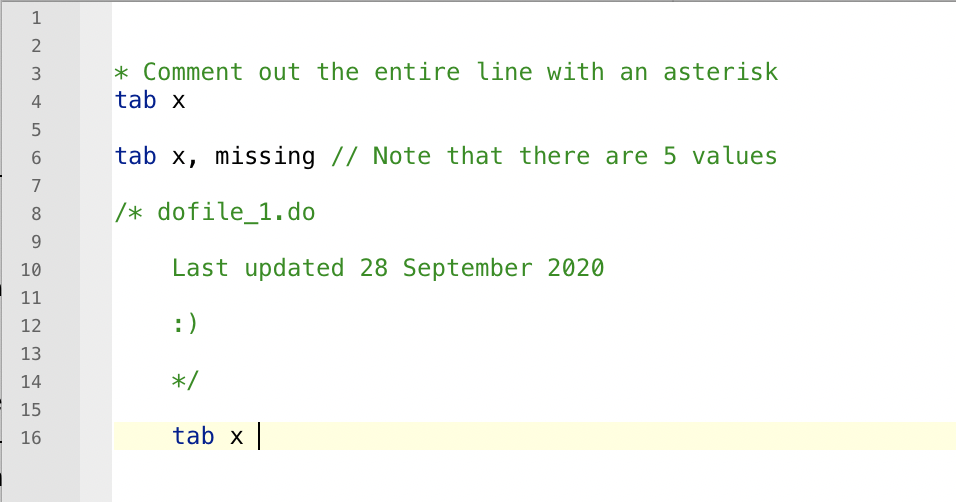 1
2
3 * Comment out the entire line with an asterisk
4 tab x
5
6 tab x, missing // Note that there are 5 values
7
8 /* dofile_1.do
9
10 Last updated 28 September 2020
11
12 :)
13
14 */
15
16 tab x